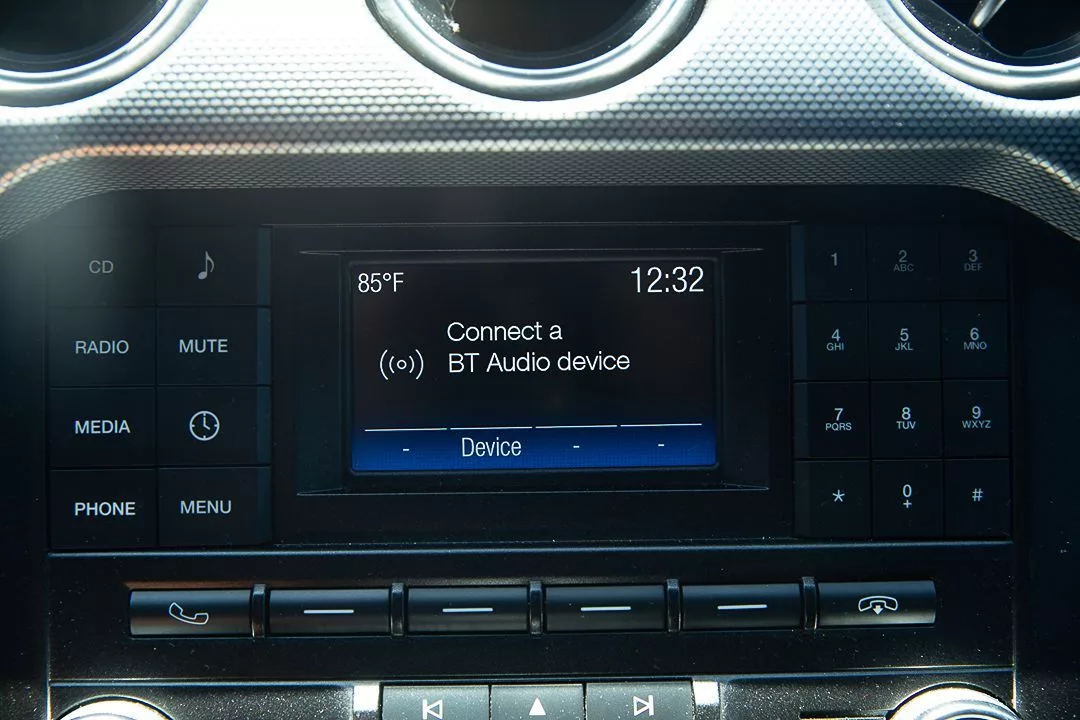 85°F 12:32
Connect a
BT Audio device
- Device - -
CD
RADIO MUTE
MEDIA
PHONE MENU
1 2 ABC 3 DEF
4 GHI 5 JKL 6 MNO
7 PQRS 8 TUV 9 WXYZ
* 0 + #